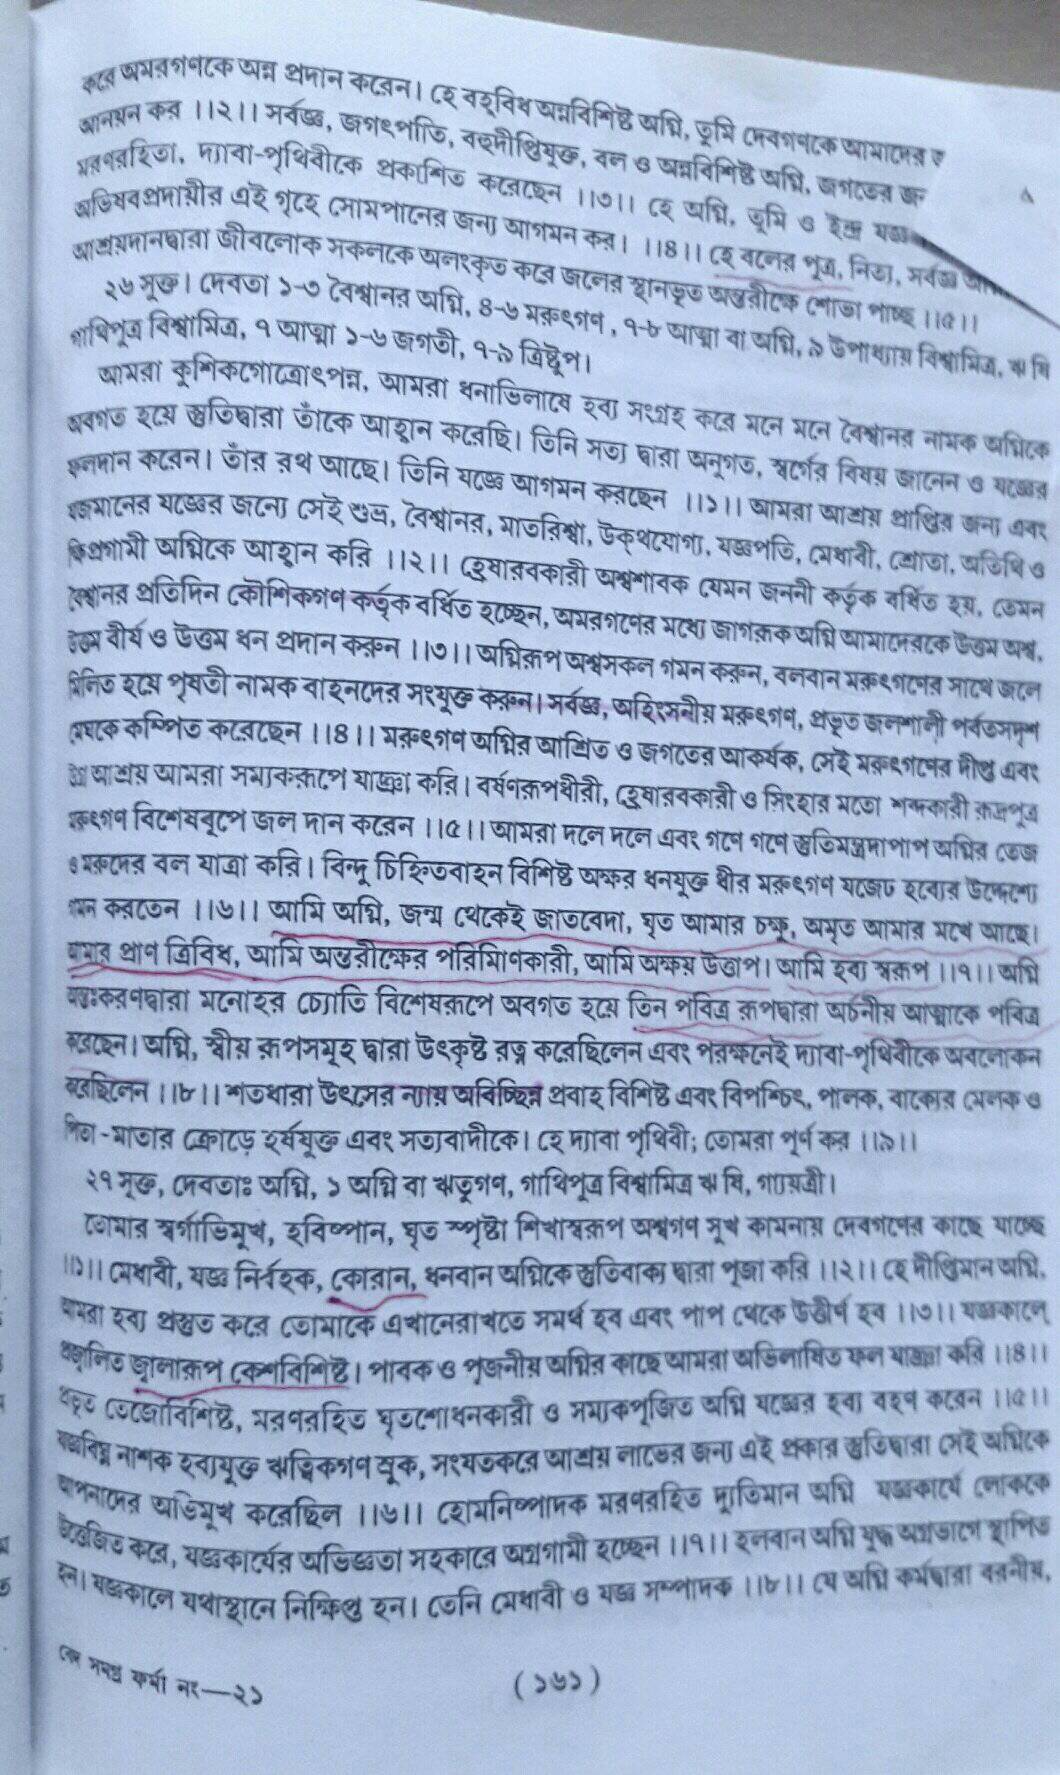 করে অমরগণকে অন্ন প্রদান করেন। হে বহুবিধ অন্নবিশিষ্ট অগ্নি, তুমি দেবগণকে আমাদের
আনয়ন কর ।।২।। সর্বজ্ঞ, জগৎপতি, বহুদীপ্তিযুক্ত, বল ও অন্নবিশিষ্ট অগ্নি, জগতের
মরণরহিতা, দ্যাবা-পৃথিবীকে প্রকাশিত করেছেন ।।৩।। হে অগ্নি, তুমি ও ইন্দ্র যজ্ঞ
অভিষবপ্রদায়ীর এই গৃহে সোমপানের জন্য আগমন কর। ।।৪।। হে বলের পুত্র, নিত্য, সর্বজ্ঞ
আশ্রয়দানদ্বারা জীবলোক সকলকে অলংকৃত করে জলের স্থানভূত অন্তরীক্ষে শোভা পাচ্ছ ।।৫।।
২৬ সূক্ত। দেবতা ১-৩ বৈশ্বানর অগ্নি, ৪-৬ মরুৎগণ, ৭-৮ আত্মা বা অগ্নি, ৯ উপাধ্যায় বিশ্বামিত্র, ঋষি
গাথিপুত্র বিশ্বামিত্র, ৭ আত্মা ১-৬ জগতী, ৭-৯ ত্রিষ্টুপ।
আমরা কুশিকগোত্রোৎপন্ন, আমরা ধনাভিলাষে হব্য সংগ্রহ করে মনে মনে বৈশ্বানর নামক অগ্নিকে
অবগত হয়ে স্তুতিদ্বারা তাঁকে আহ্বান করেছি। তিনি সত্য দ্বারা অনুগত, স্বর্গের বিষয় জানেন ও যজ্ঞের
ফলদান করেন। তাঁর রথ আছে। তিনি যজ্ঞে আগমন করছেন ।।১।। আমরা আশ্রয় প্রাপ্তির জন্য এবং
যজমানের যজ্ঞের জন্যে সেই শুভ্র, বৈশ্বানর, মাতরিশ্বা, উক্‌থযোগ্য, যজ্ঞপতি, মেধাবী, শ্রোতা, অতিথি ও
ক্ষিপ্রগামী অগ্নিকে আহ্বান করি ।।২।। হ্রেষারবকারী অশ্বশাবক যেমন জননী কর্তৃক বর্ধিত হয়, তেমন
বৈশ্বানর প্রতিদিন কৌশিকগণ কর্তৃক বর্ধিত হচ্ছেন, অমরগণের মধ্যে জাগরূক অগ্নি আমাদেরকে উত্তম অশ্ব,
উত্তম বীর্য ও উত্তম ধন প্রদান করুন ।।৩।। অগ্নিরূপ অশ্বসকল গমন করুন, বলবান মরুৎগণের সাথে জলে
মিলিত হয়ে পৃষতী নামক বাহনদের সংযুক্ত করুন। সর্বজ্ঞ, অহিংসনীয় মরুৎগণ, প্রভূত জলশালী পর্বতসদৃশ
মেঘকে কম্পিত করেছেন ।।৪।। মরুৎগণ অগ্নির আশ্রিত ও জগতের আকর্ষক, সেই মরুৎগণের দীপ্ত এবং
উগ্র আশ্রয় আমরা সম্যকরূপে যাচ্ঞা করি। বর্ষণরূপধীরী, হ্রেষারবকারী ও সিংহার মতো শব্দকারী রুদ্রপুত্র
মরুৎগণ বিশেষবূপে জল দান করেন ।।৫।। আমরা দলে দলে এবং গণে গণে স্তুতিমন্ত্রদাপাপ অগ্নির তেজ
ও মরুদের বল যাত্রা করি। বিন্দু চিহ্নিতবাহন বিশিষ্ট অক্ষর ধনযুক্ত ধীর মরুৎগণ যজ্ঞেচ হব্যের উদ্দেশ্যে
গমন করতেন ।।৬।। আমি অগ্নি, জন্ম থেকেই জাতবেদা, ঘৃত আমার চক্ষু, অমৃত আমার মখে আছে।
আমার প্রাণ ত্রিবিধ, আমি অন্তরীক্ষের পরিমাণকারী, আমি অক্ষয় উত্তাপ। আমি হব্য স্বরূপ ।।৭।। অগ্নি
অন্তঃকরণদ্বারা মনোহর জ্যোতি বিশেষরূপে অবগত হয়ে তিন পবিত্র রূপদ্বারা অর্চনীয় আত্মাকে পবিত্র
করেছেন। অগ্নি, স্বীয় রূপসমূহ দ্বারা উৎকৃষ্ট রত্ন করেছিলেন এবং পরক্ষনেই দ্যাবা-পৃথিবীকে অবলোকন
করেছিলেন ।।৮।। শতধারা উৎসের ন্যায় অবিচ্ছিন্ন প্রবাহ বিশিষ্ট এবং বিপশ্চিৎ, পালক, বাক্যের মেলক ও
পিতা-মাতার ক্রোড়ে হর্ষযুক্ত এবং সত্যবাদীকে। হে দ্যাবা পৃথিবী; তোমরা পূর্ণ কর ।।৯।।
২৭ সূক্ত, দেবতাঃ অগ্নি, ১ অগ্নি বা ঋতুগণ, গাথিপুত্র বিশ্বামিত্র ঋষি, গায়ত্রী।
তোমার স্বর্গাভিমুখ, হবিষ্পান, ঘৃত স্পৃষ্টা শিখাস্বরূপ অশ্বগণ সুখ কামনায় দেবগণের কাছে যাচ্ছে
।।১।। মেধাবী, যজ্ঞ নির্বহক, কোরান, ধনবান অগ্নিকে স্তুতিবাক্য দ্বারা পূজা করি ।।২।। হে দীপ্তিমান অগ্নি,
আমরা হব্য প্রস্তুত করে তোমাকে এখানেরাখতে সমর্থ হব এবং পাপ থেকে উত্তীর্ণ হব ।।৩।। যজ্ঞকালে
প্রজ্বলিত জ্বালারূপ কেশবিশিষ্ট। পাবক ও পূজনীয় অগ্নির কাছে আমরা অভিলাষিত ফল যাচ্ঞা করি ।।৪।।
প্রভূত তেজোবিশিষ্ট, মরণরহিত ঘৃতশোধনকারী ও সম্যকপূজিত অগ্নি যজ্ঞের হব্য বহণ করেন ।।৫।।
যজ্ঞবিঘ্ন নাশক হব্যযুক্ত ঋত্বিকগণ স্রুক, সংযতকরে আশ্রয় লাভের জন্য এই প্রকার স্তুতিদ্বারা সেই অগ্নিকে
আপনাদের অভিমুখ করেছিল ।।৬।। হোমনিষ্পাদক মরণরহিত দ্যুতিমান অগ্নি যজ্ঞকার্যে লোককে
উত্তেজিত করে, যজ্ঞকার্যের অভিজ্ঞতা সহকারে অগ্রগামী হচ্ছেন ।।৭।। হলবান অগ্নি যুদ্ধ অগ্রভাগে স্থাপিত
হন। যজ্ঞকালে যথাস্থানে নিক্ষিপ্ত হন। তেনি মেধাবী ও যজ্ঞ সম্পাদক ।।৮।। যে অগ্নি কর্মদ্বারা বরনীয়,
বেদ সমগ্র ফর্মা নং—২১
(১৬১)